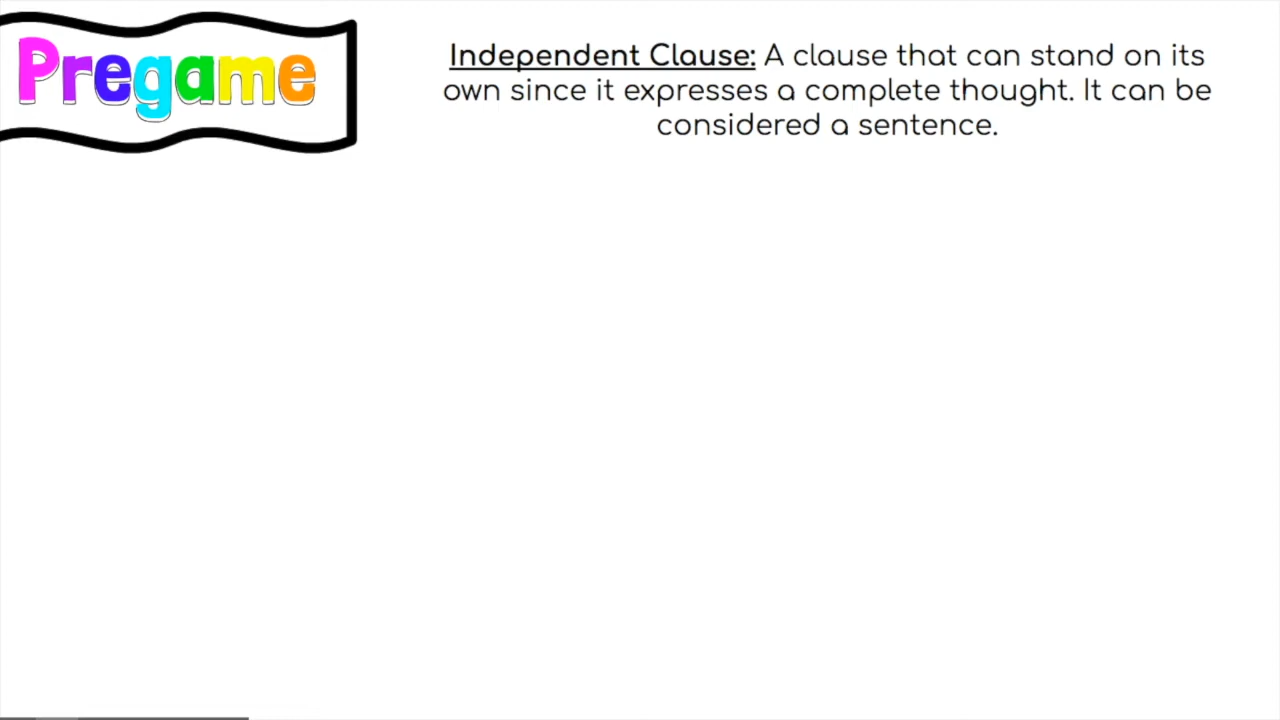 Pregame
Independent Clause: A clause that can stand on its
own since it expresses a complete thought. It can be
considered a sentence.